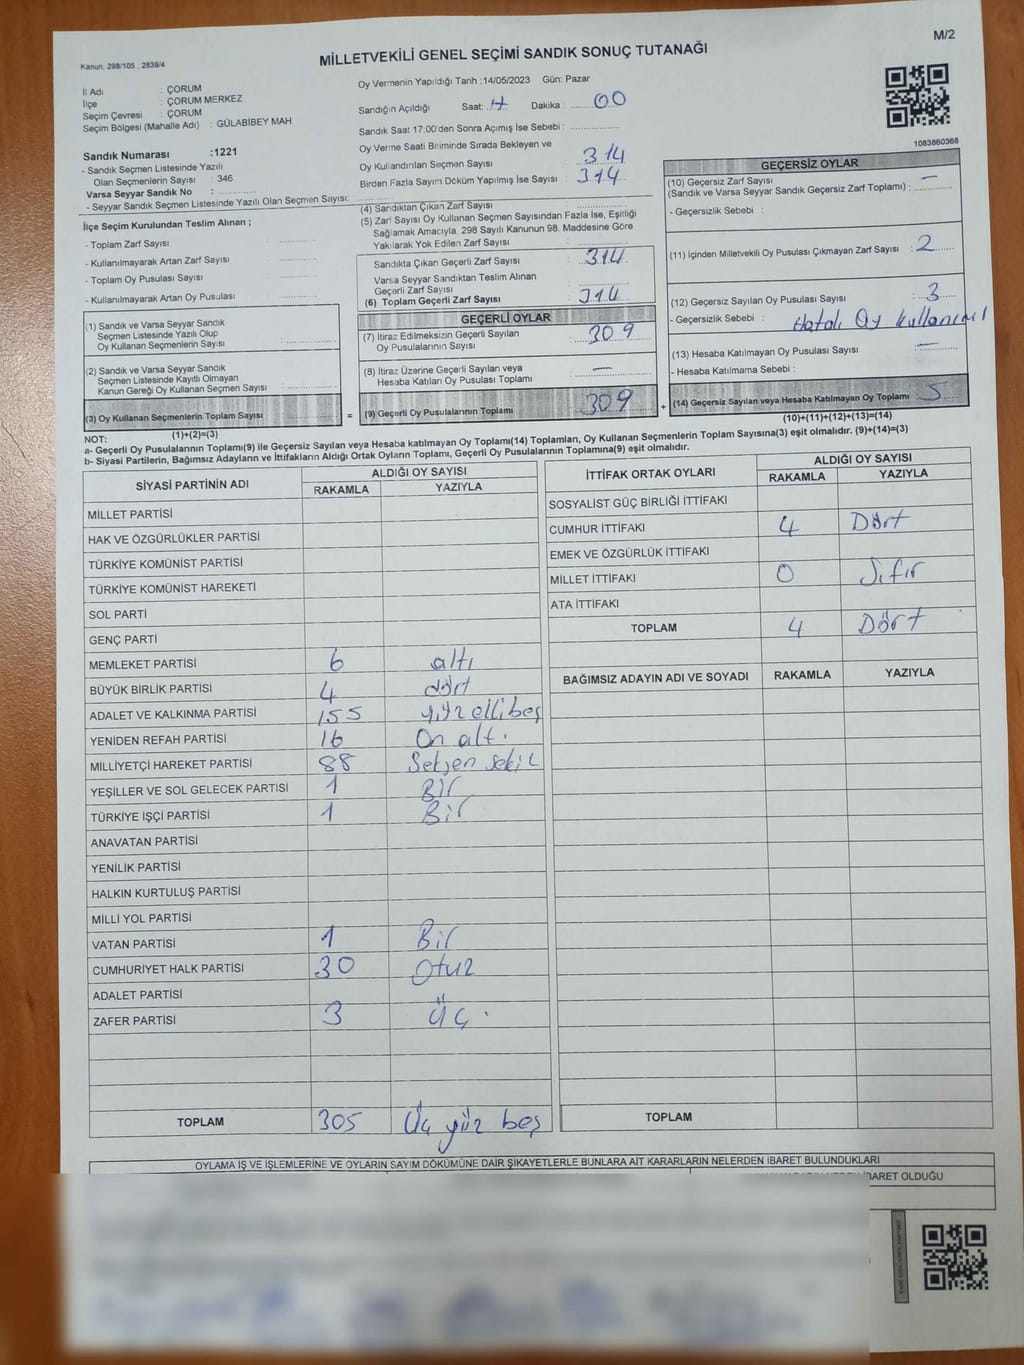 M/2
Kanun: 298/105 , 2839/4
MİLLETVEKİLİ GENEL SEÇİMİ SANDIK SONUÇ TUTANAĞI
İl Adı : ÇORUM
İlçe : ÇORUM MERKEZ
Seçim Çevresi : ÇORUM
Seçim Bölgesi (Mahalle Adı) : GÜLABİBEY MAH
Sandık Numarası :1221
- Sandık Seçmen Listesinde Yazılı
Olan Seçmenlerin Sayısı : 346
Varsa Seyyar Sandık No :
- Seyyar Sandık Seçmen Listesinde Yazılı Olan Seçmen Sayısı:
Oy Vermenin Yapıldığı Tarih :14/05/2023 Gün: Pazar
Sandığın Açıldığı Saat: 17 Dakika : 00
Sandık Saat 17:00'den Sonra Açımış İse Sebebi :
Oy Verme Saati Bitiminde Sırada Bekleyen ve
Oy Kullandırılan Seçmen Sayısı : 314
Birden Fazla Sayım Döküm Yapılmış İse Sayısı : 314
1083860368
İlçe Seçim Kurulundan Teslim Alınan ;
- Toplam Zarf Sayısı
- Kullanılmayarak Artan Zarf Sayısı
- Toplam Oy Pusulası Sayısı
- Kullanılmayarak Artan Oy Pusulası
(1) Sandık ve Varsa Seyyar Sandık
Seçmen Listesinde Yazılı Olup
Oy Kullanan Seçmenlerin Sayısı :
(2) Sandık ve Varsa Seyyar Sandık
Seçmen Listesinde Kayıtlı Olmayan
Kanun Gereği Oy Kullanan Seçmen Sayısı :
(3) Oy Kullanan Seçmenlerin Toplam Sayısı =
(1)+(2)=(3)
(4) Sandıktan Çıkan Zarf Sayısı
(5) Zarf Sayısı Oy Kullanan Seçmen Sayısından Fazla İse, Eşitliği
Sağlamak Amacıyla; 298 Sayılı Kanunun 98. Maddesine Göre
Yakılarak Yok Edilen Zarf Sayısı
Sandıkta Çıkan Geçerli Zarf Sayısı : 314
Varsa Seyyar Sandıktan Teslim Alınan
Geçerli Zarf Sayısı
(6) Toplam Geçerli Zarf Sayısı : 314
GEÇERLİ OYLAR
(7) İtiraz Edilmeksizin Geçerli Sayılan
Oy Pusulalarının Sayısı : 309
(8) İtiraz Üzerine Geçerli Sayılan veya
Hesaba Katılan Oy Pusulası Toplamı : —
(9) Geçerli Oy Pusulalarının Toplamı : 309 +
GEÇERSİZ OYLAR
(10) Geçersiz Zarf Sayısı
(Sandık ve Varsa Seyyar Sandık Geçersiz Zarf Toplamı) : —
- Geçersizlik Sebebi :
(11) İçinden Milletvekili Oy Pusulası Çıkmayan Zarf Sayısı : 2
(12) Geçersiz Sayılan Oy Pusulası Sayısı : 3
- Geçersizlik Sebebi : Hatalı Oy kullanımı
(13) Hesaba Katılmayan Oy Pusulası Sayısı : —
- Hesaba Katılmama Sebebi :
(14) Geçersiz Sayılan veya Hesaba Katılmayan Oy Toplamı : 5
(10)+(11)+(12)+(13)=(14)
NOT:
a- Geçerli Oy Pusulalarının Toplamı(9) ile Geçersiz Sayılan veya Hesaba katılmayan Oy Toplamı(14) Toplamları, Oy Kullanan Seçmenlerin Toplam Sayısına(3) eşit olmalıdır. (9)+(14)=(3)
b- Siyasi Partilerin, Bağımsız Adayların ve İttifakların Aldığı Ortak Oyların Toplamı, Geçerli Oy Pusulalarının Toplamına(9) eşit olmalıdır.
SİYASİ PARTİNİN ADI ALDIĞI OY SAYISI
RAKAMLA YAZIYLA
MİLLET PARTİSİ
HAK VE ÖZGÜRLÜKLER PARTİSİ
TÜRKİYE KOMÜNİST PARTİSİ
TÜRKİYE KOMÜNİST HAREKETİ
SOL PARTİ
GENÇ PARTİ
MEMLEKET PARTİSİ 6 altı
BÜYÜK BİRLİK PARTİSİ 4 dört
ADALET VE KALKINMA PARTİSİ 155 yüz elli beş
YENİDEN REFAH PARTİSİ 16 On altı
MİLLİYETÇİ HAREKET PARTİSİ 88 Seksen sekiz
YEŞİLLER VE SOL GELECEK PARTİSİ 1 Bir
TÜRKİYE İŞÇİ PARTİSİ 1 Bir
ANAVATAN PARTİSİ
YENİLİK PARTİSİ
HALKIN KURTULUŞ PARTİSİ
MİLLİ YOL PARTİSİ
VATAN PARTİSİ 1 Bir
CUMHURİYET HALK PARTİSİ 30 Otuz
ADALET PARTİSİ
ZAFER PARTİSİ 3 Üç
TOPLAM 305 Üç yüz beş
İTTİFAK ORTAK OYLARI ALDIĞI OY SAYISI
RAKAMLA YAZIYLA
SOSYALİST GÜÇ BİRLİĞİ İTTİFAKI
CUMHUR İTTİFAKI 4 Dört
EMEK VE ÖZGÜRLÜK İTTİFAKI
MİLLET İTTİFAKI 0 Sıfır
ATA İTTİFAKI
TOPLAM 4 Dört
BAĞIMSIZ ADAYIN ADI VE SOYADI RAKAMLA YAZIYLA
TOPLAM
OYLAMA İŞ VE İŞLEMLERİNE VE OYLARIN SAYIM DÖKÜMÜNE DAİR ŞİKAYETLERLE BUNLARA AİT KARARLARIN NELERDEN İBARET BULUNDUKLARI
İBARET OLDUĞU